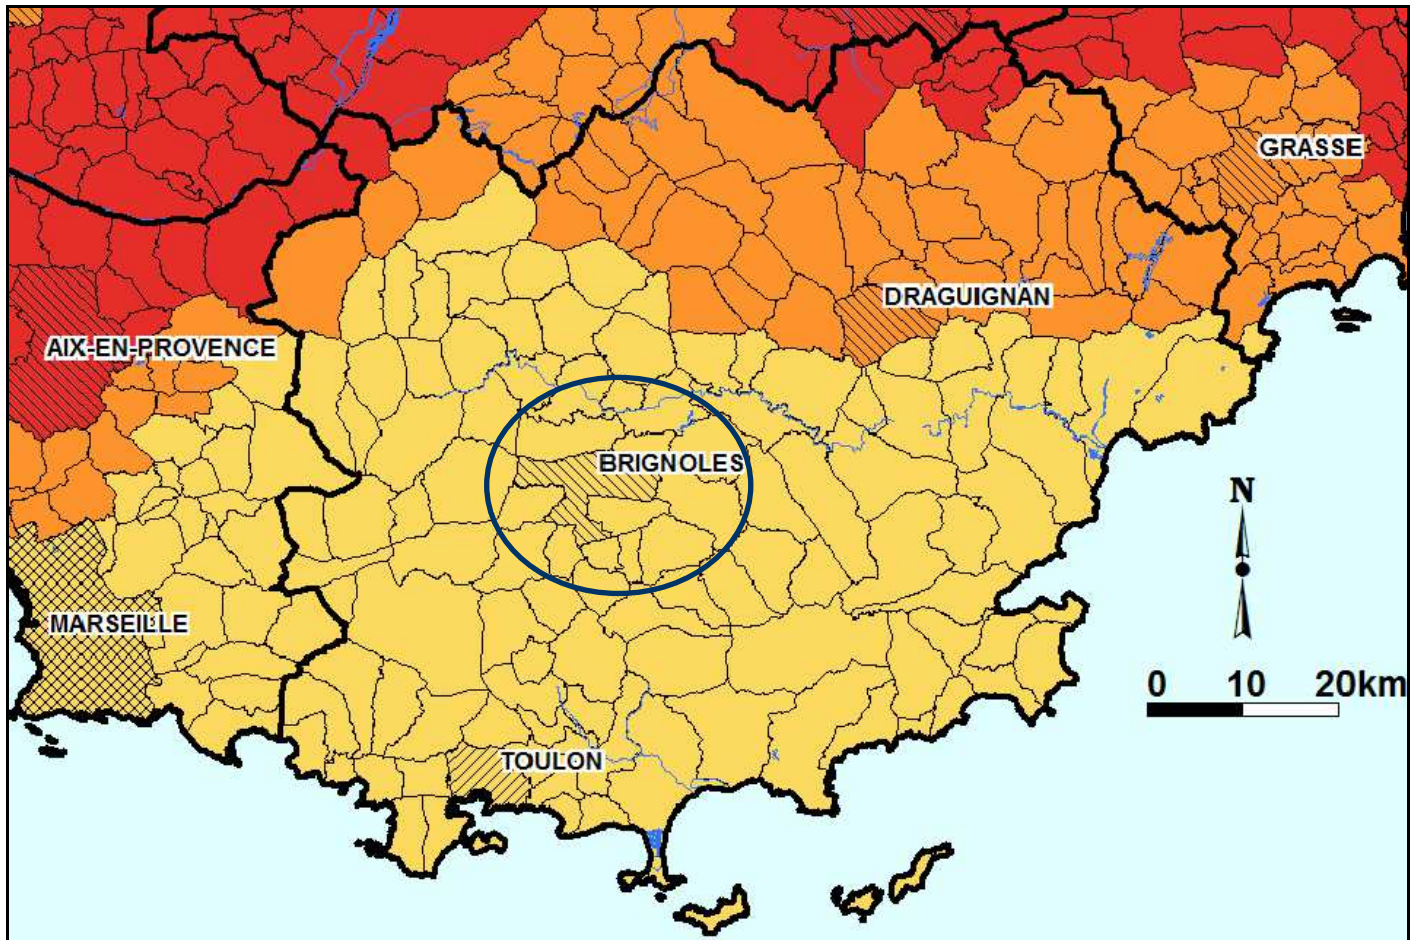 GRASSE
DRAGUIGNAN
AIX-EN-PROVENCE
BRIGNOLES
N
MARSEILLE
0 10 20km
TOULON